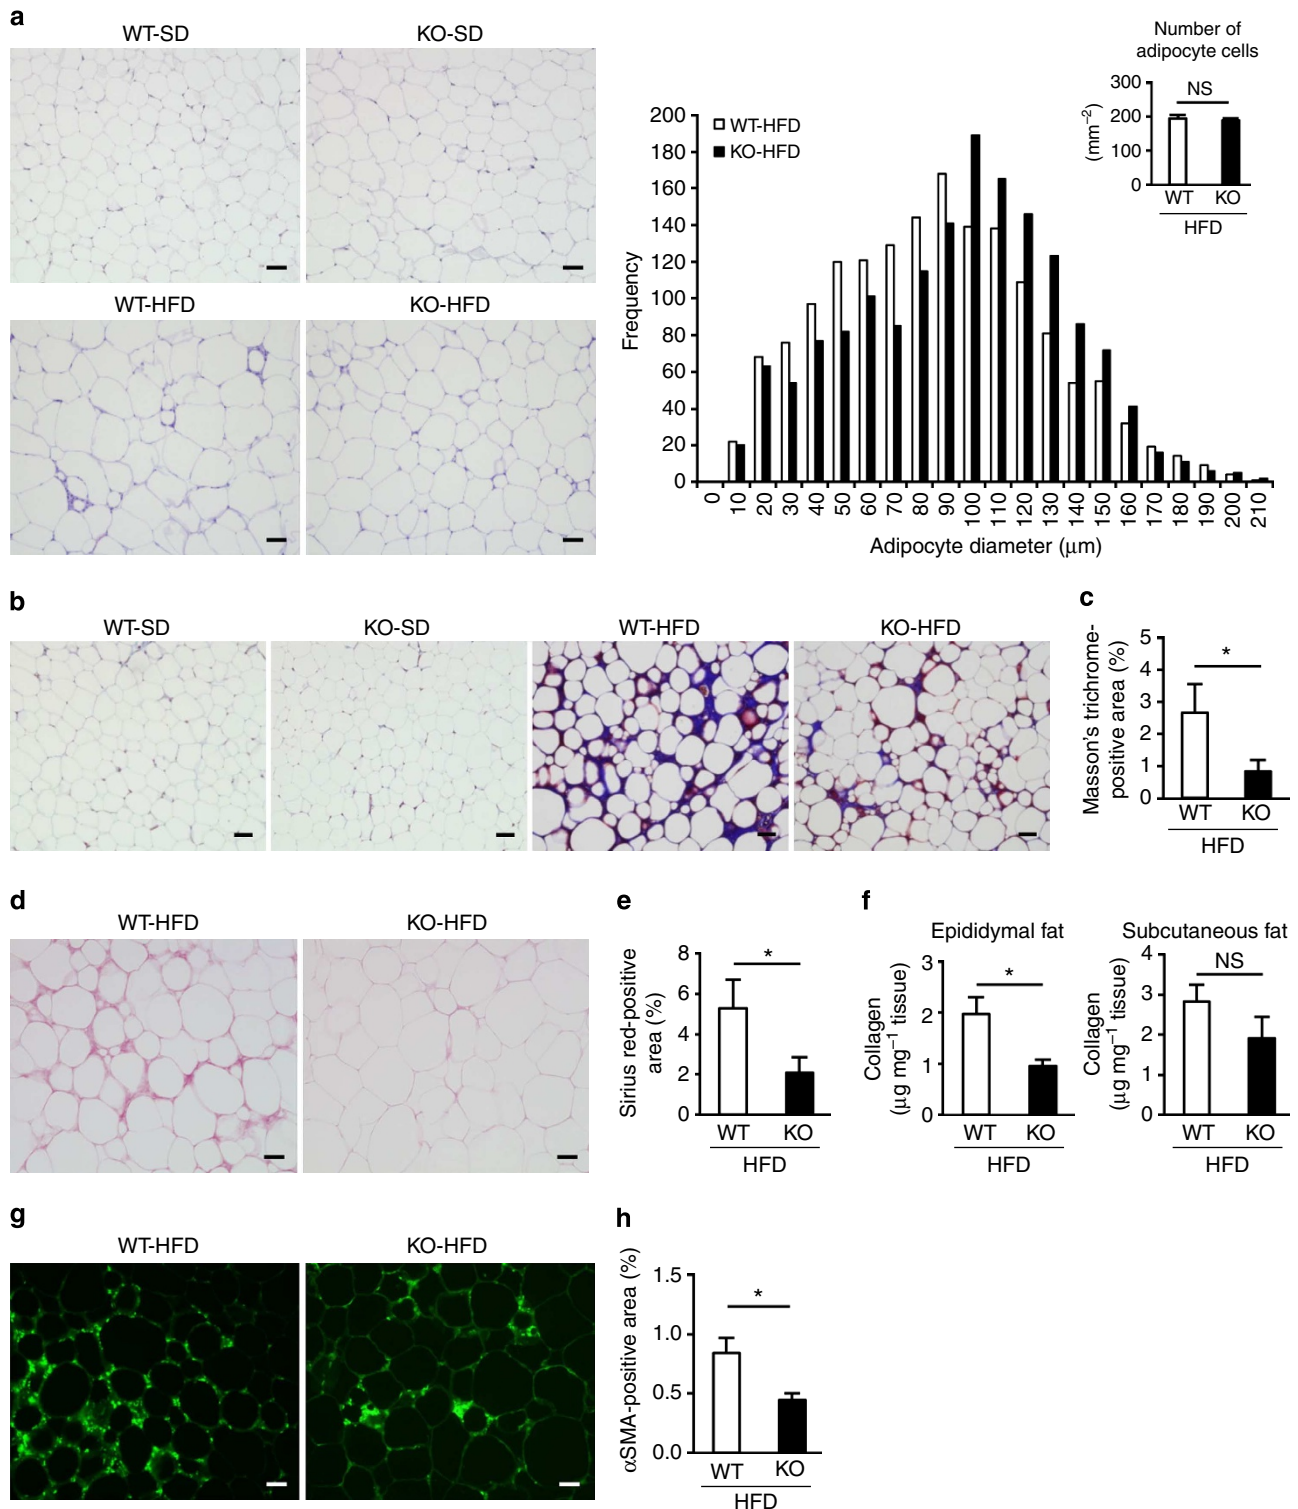 a
WT-SD
KO-SD
WT-HFD
KO-HFD
Number of
adipocyte cells
(mm−2)
300
200
100
0
NS
WT KO
HFD
Frequency
200
180
160
140
120
100
80
60
40
20
0
WT-HFD
KO-HFD
0 10 20 30 40 50 60 70 80 90 100 110 120 130 140 150 160 170 180 190 200 210
Adipocyte diameter (μm)
b
WT-SD
KO-SD
WT-HFD
KO-HFD
c
Masson's trichrome-
positive area (%)
5
4
3
2
1
0
*
WT KO
HFD
d
WT-HFD
KO-HFD
e
Sirius red-positive
area (%)
8
6
4
2
0
*
WT KO
HFD
f
Epididymal fat
Collagen
(μg mg−1 tissue)
3
2
1
0
*
WT KO
HFD
Subcutaneous fat
Collagen
(μg mg−1 tissue)
4
3
2
1
0
NS
WT KO
HFD
g
WT-HFD
KO-HFD
h
αSMA-positive area (%)
1.5
1.0
0.5
0.0
*
WT KO
HFD